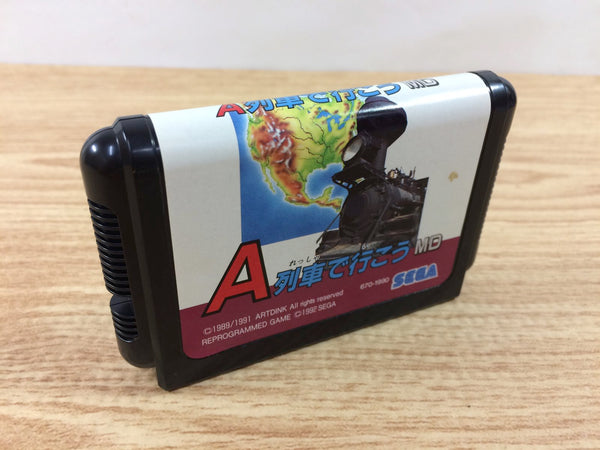 A列車で行こうMD
れっしゃ
A列車で行こうMD
670-1990 SEGA
©1989/1991 ARTDINK All rights reserved
REPROGRAMMED GAME ©1992 SEGA